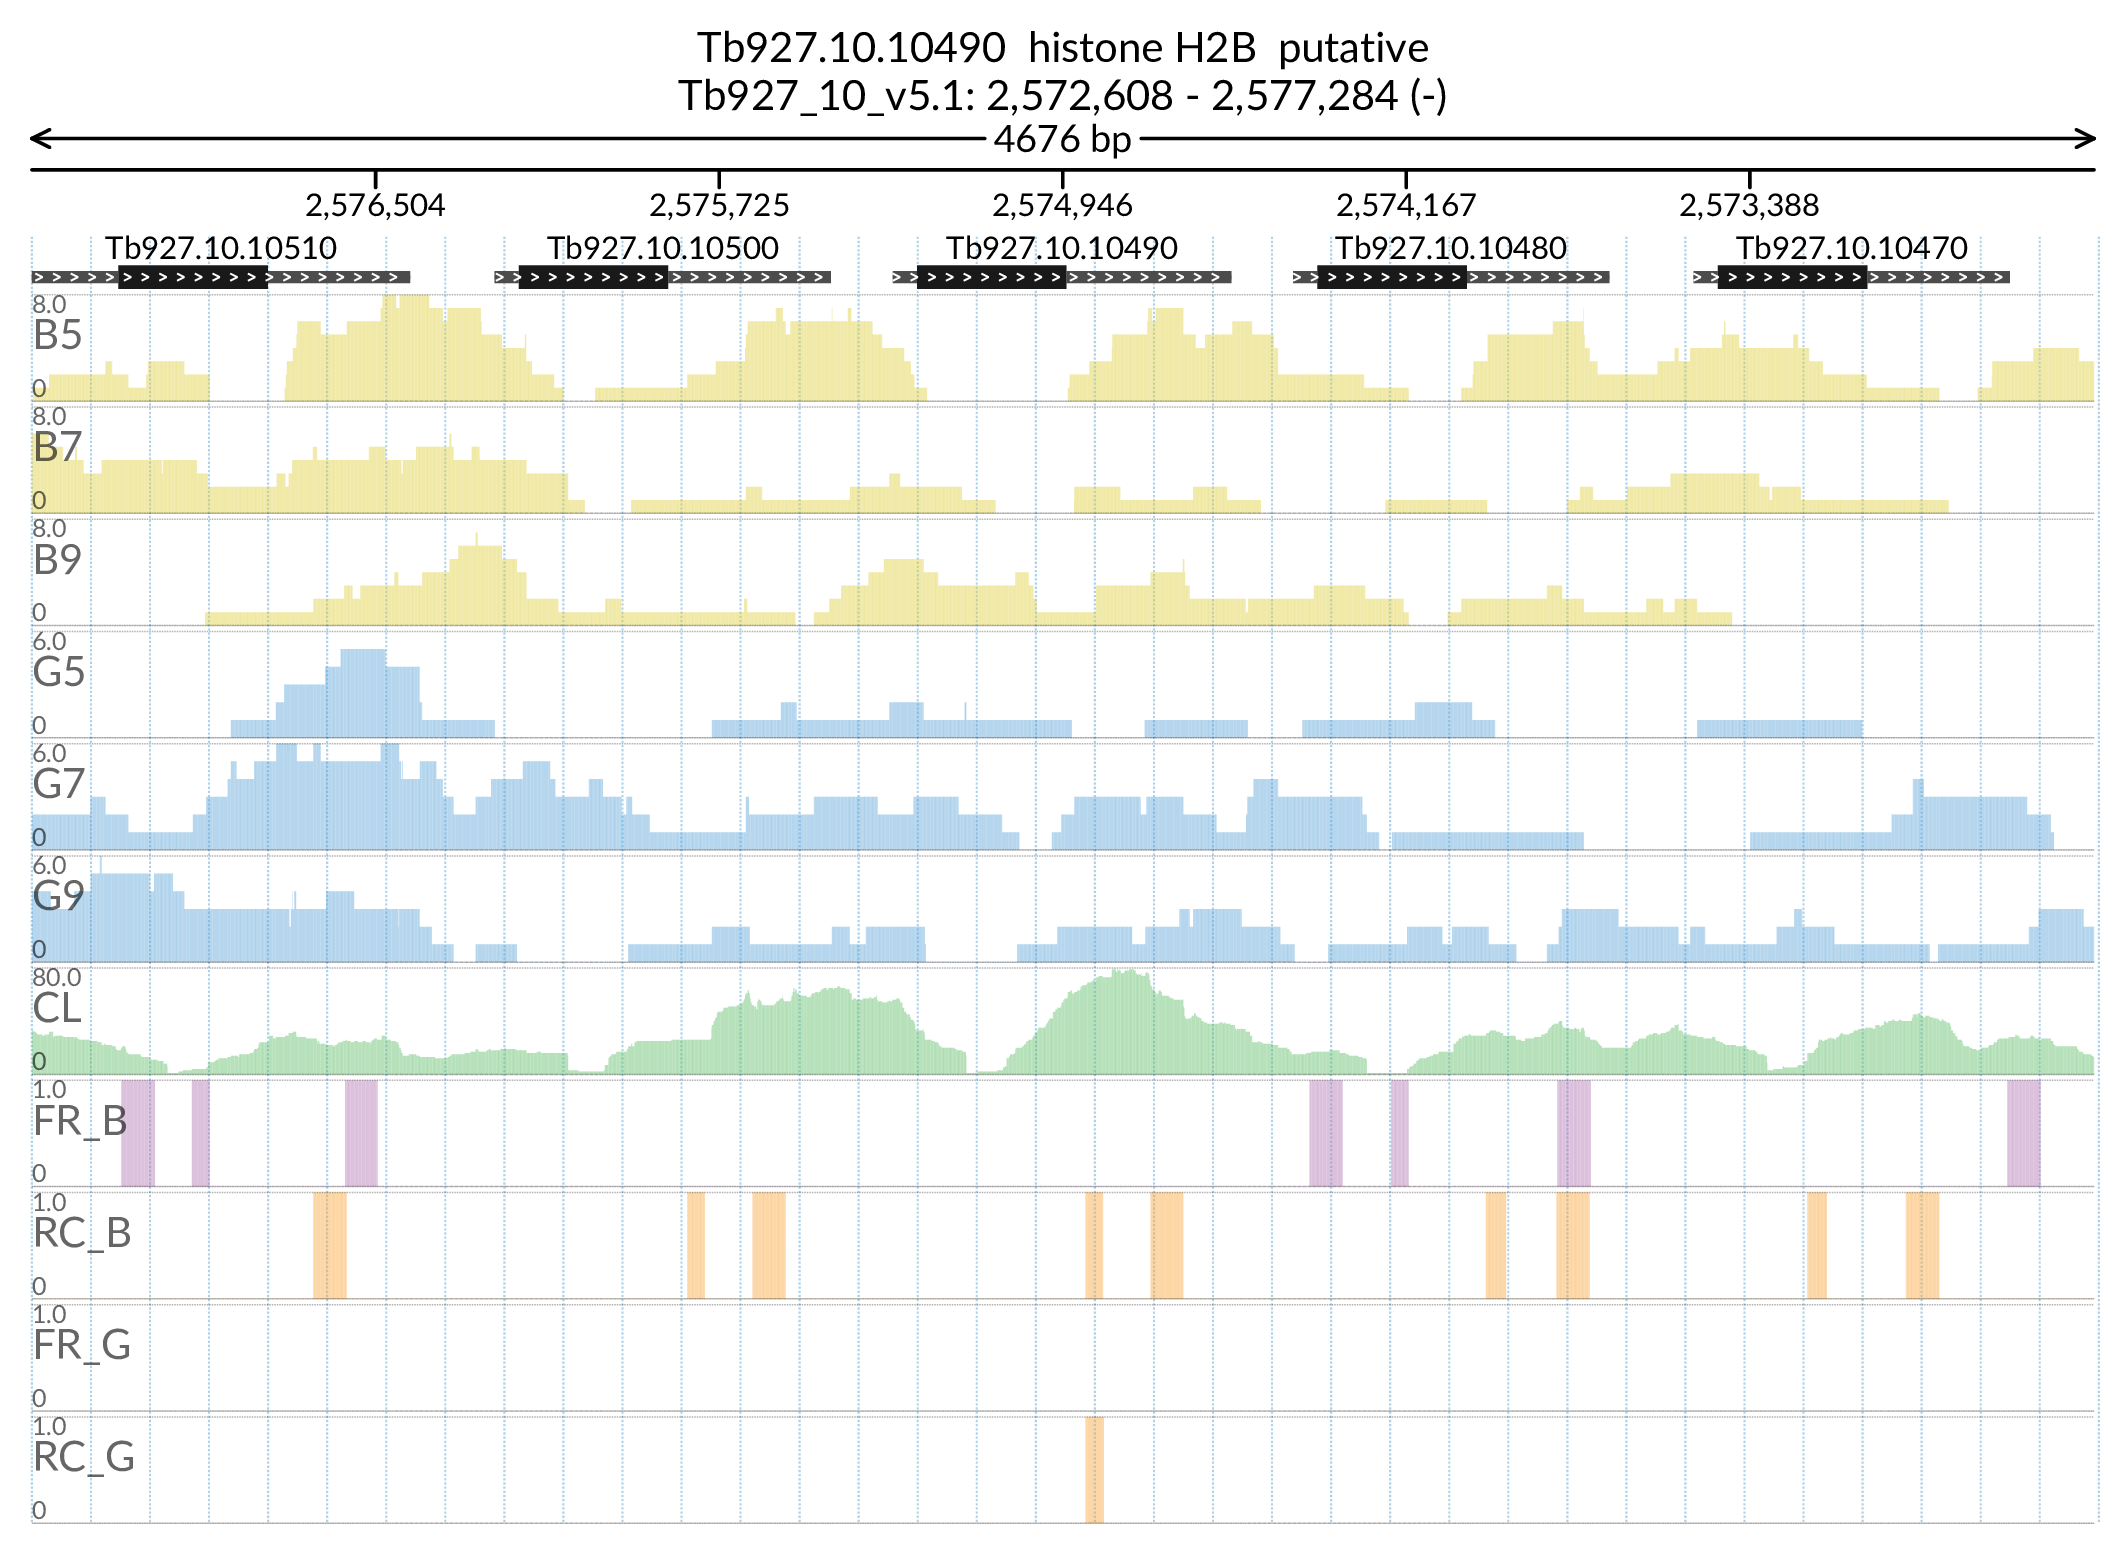 Tb927.10.10490 histone H2B putative
Tb927_10_v5.1: 2,572,608 - 2,577,284 (-)
4676 bp
2,576,504 2,575,725 2,574,946 2,574,167 2,573,388
Tb927.10.10510 Tb927.10.10500 Tb927.10.10490 Tb927.10.10480 Tb927.10.10470
8.0
B5
0
8.0
B7
0
8.0
B9
0
6.0
G5
0
6.0
G7
0
6.0
G9
0
80.0
CL
0
1.0
FR_B
0
1.0
RC_B
0
1.0
FR_G
0
1.0
RC_G
0